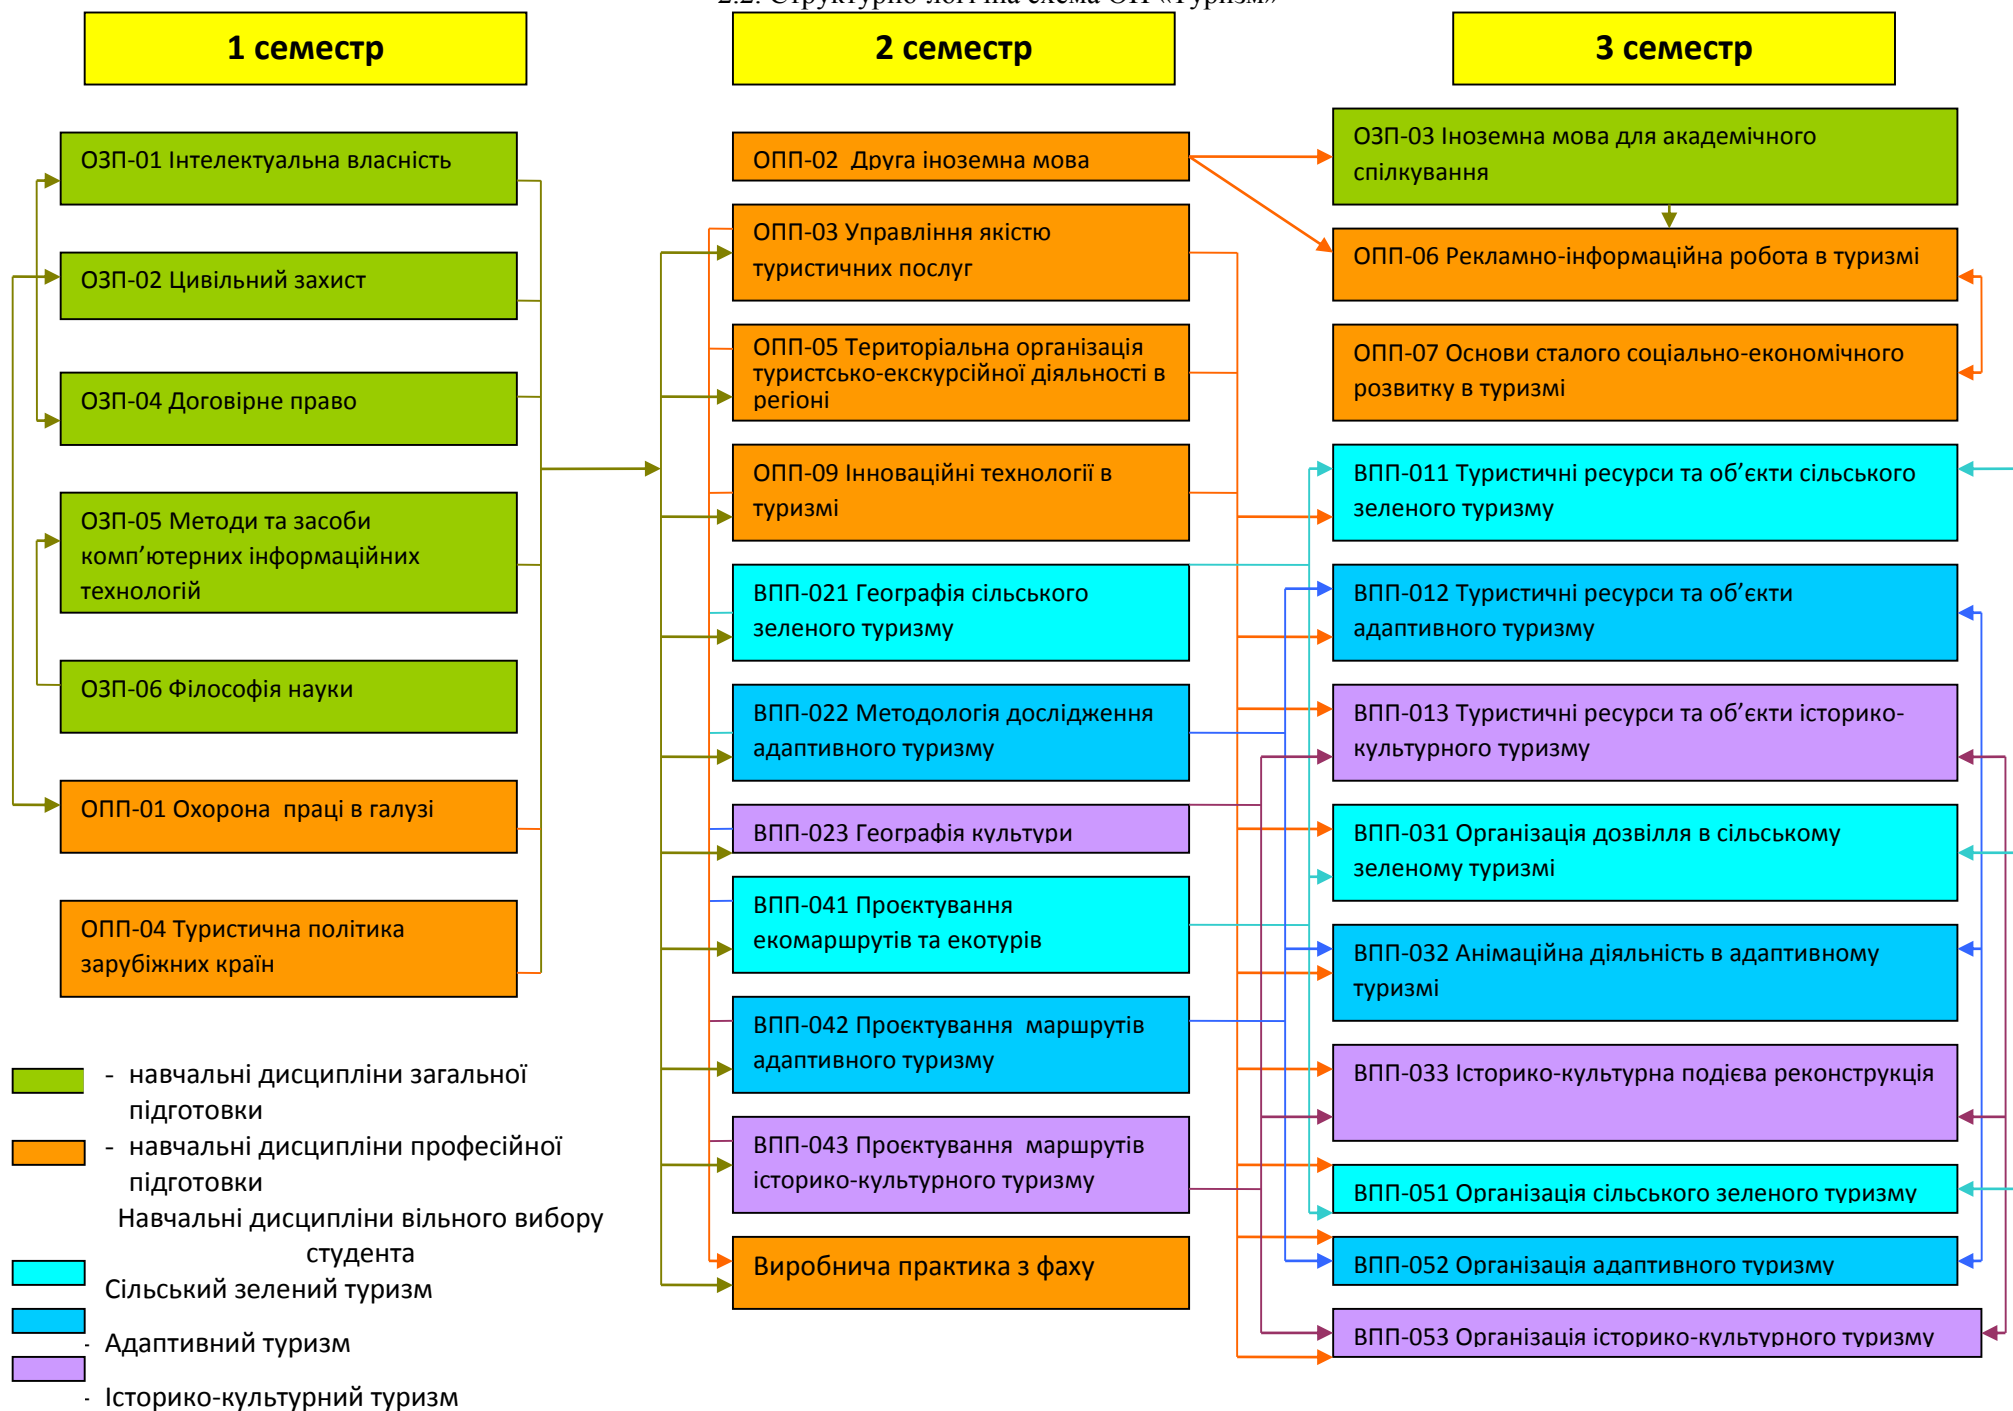 2.2. Структурно-логічна схема ОП «Туризм»
1 семестр
2 семестр
3 семестр
ОЗП-01 Інтелектуальна власність
ОЗП-02 Цивільний захист
ОЗП-04 Договірне право
ОЗП-05 Методи та засоби
комп’ютерних інформаційних
технологій
ОЗП-06 Філософія науки
ОПП-01 Охорона праці в галузі
ОПП-04 Туристична політика
зарубіжних країн
- навчальні дисципліни загальної
підготовки
- навчальні дисципліни професійної
підготовки
Навчальні дисципліни вільного вибору
студента
Сільський зелений туризм
- Адаптивний туризм
- Історико-культурний туризм
ОПП-02 Друга іноземна мова
ОПП-03 Управління якістю
туристичних послуг
ОПП-05 Територіальна організація
туристсько-екскурсійної діяльності в
регіоні
ОПП-09 Інноваційні технології в
туризмі
ВПП-021 Географія сільського
зеленого туризму
ВПП-022 Методологія дослідження
адаптивного туризму
ВПП-023 Географія культури
ВПП-041 Проєктування
екомаршрутів та екотурів
ВПП-042 Проєктування маршрутів
адаптивного туризму
ВПП-043 Проєктування маршрутів
історико-культурного туризму
Виробнича практика з фаху
ОЗП-03 Іноземна мова для академічного
спілкування
ОПП-06 Рекламно-інформаційна робота в туризмі
ОПП-07 Основи сталого соціально-економічного
розвитку в туризмі
ВПП-011 Туристичні ресурси та об’єкти сільського
зеленого туризму
ВПП-012 Туристичні ресурси та об’єкти
адаптивного туризму
ВПП-013 Туристичні ресурси та об’єкти історико-
культурного туризму
ВПП-031 Організація дозвілля в сільському
зеленому туризмі
ВПП-032 Анімаційна діяльність в адаптивному
туризмі
ВПП-033 Історико-культурна подієва реконструкція
ВПП-051 Організація сільського зеленого туризму
ВПП-052 Організація адаптивного туризму
ВПП-053 Організація історико-культурного туризму